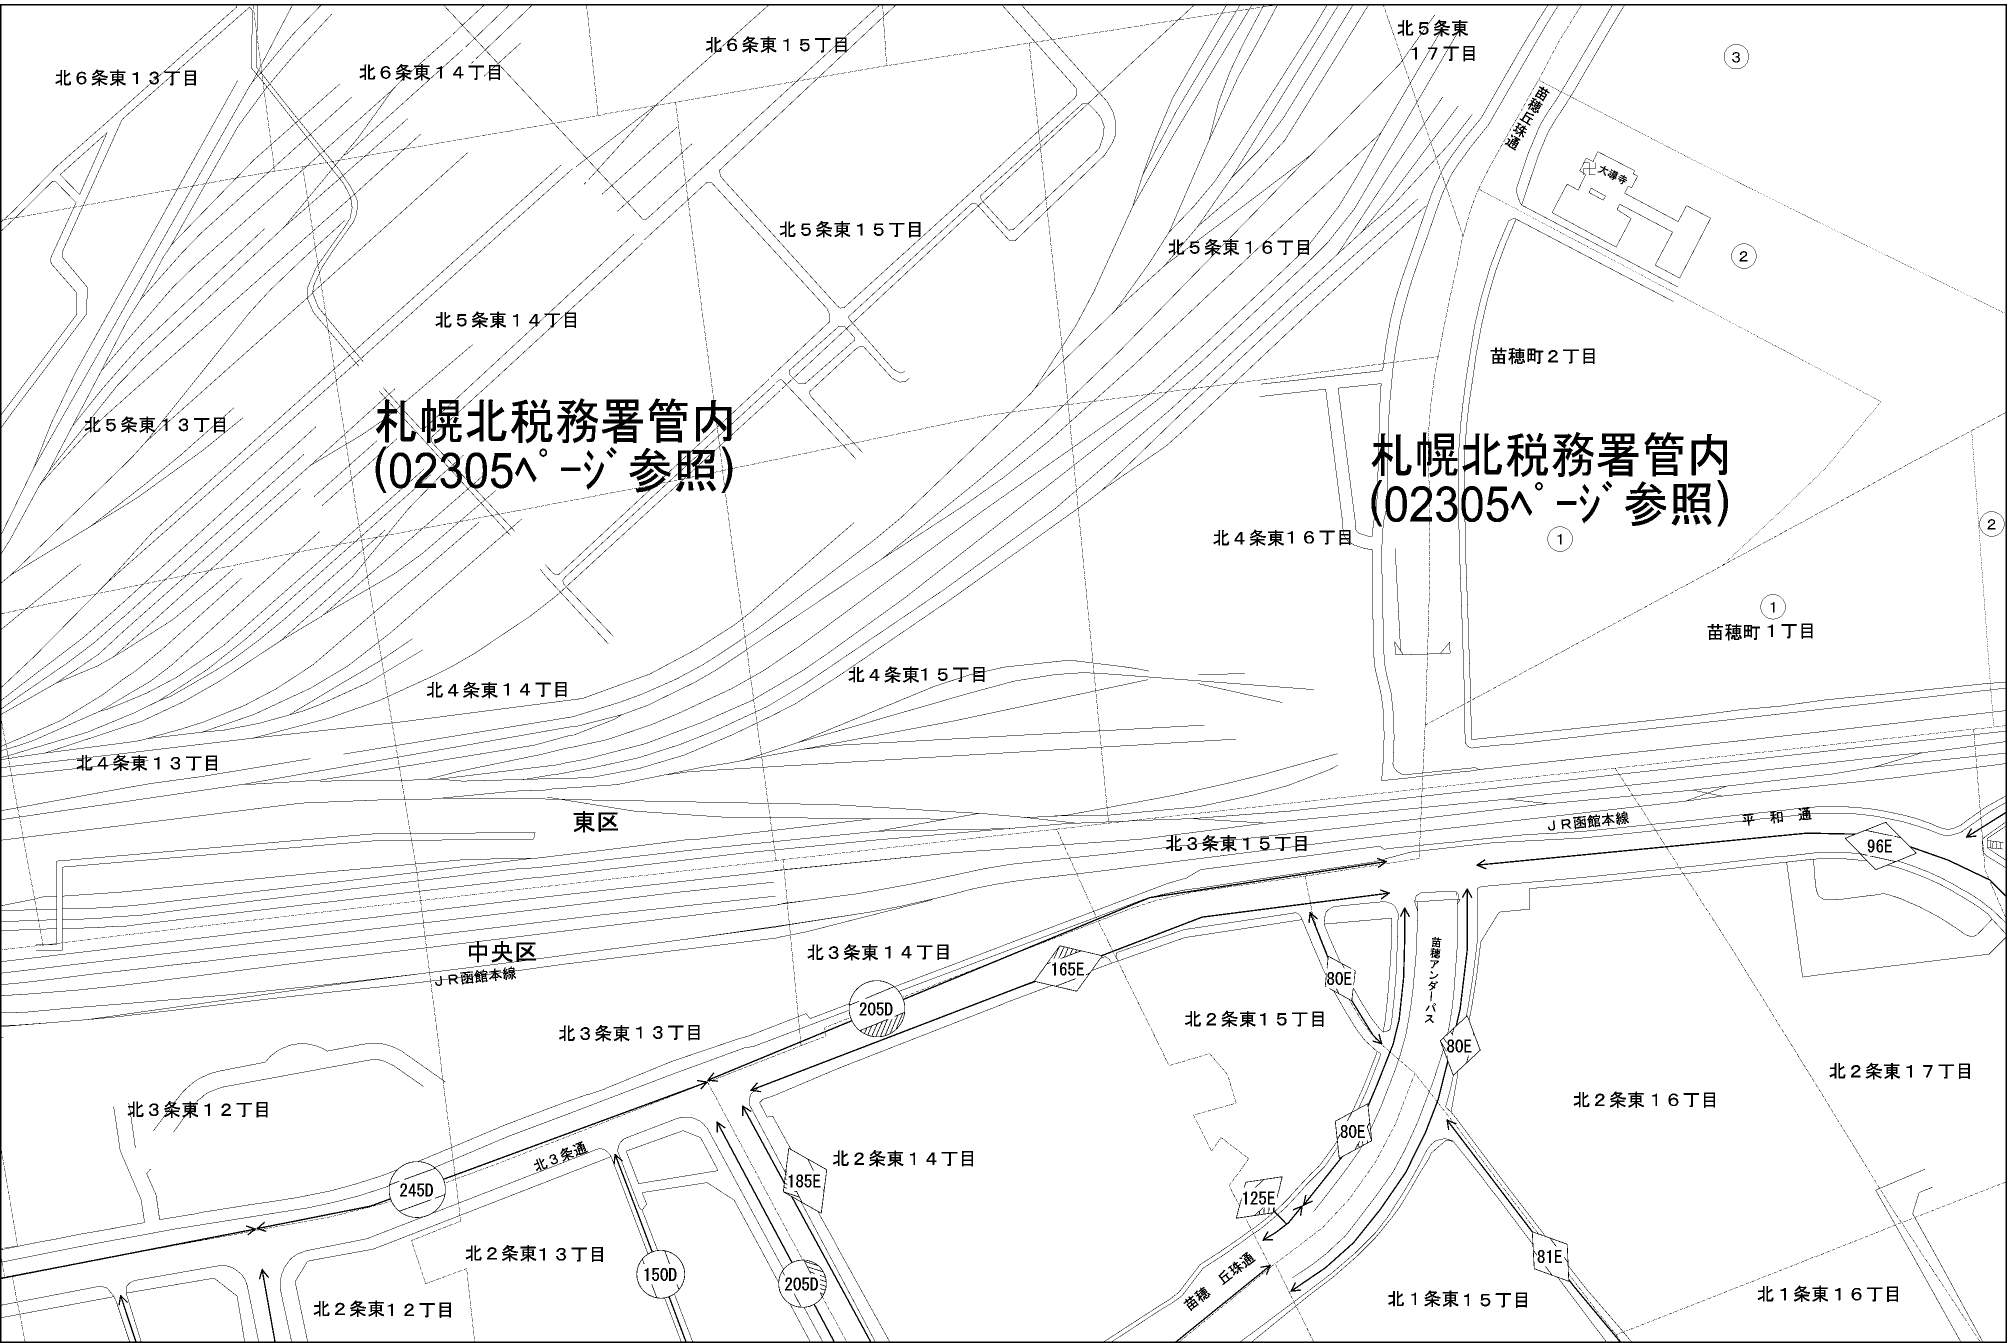 北５条東
１７丁目
北６条東１５丁目
北６条東１４丁目
北６条東１３丁目
3
苗穂丘珠通
大導寺
北５条東１５丁目
北５条東１６丁目
2
北５条東１４丁目
苗穂町２丁目
北５条東１３丁目
札幌北税務署管内
(02305ﾍﾟｰｼﾞ参照)
札幌北税務署管内
(02305ﾍﾟｰｼﾞ参照)
2
北４条東１６丁目
1
1
苗穂町１丁目
北４条東１５丁目
北４条東１４丁目
北４条東１３丁目
東区
ＪＲ函館本線
平和通
北３条東１５丁目
96E
中央区
ＪＲ函館本線
北３条東１４丁目
165E
80E
苗穂アンダーパス
205D
北２条東１５丁目
北３条東１３丁目
80E
北２条東１７丁目
北２条東１６丁目
北３条東１２丁目
80E
北３条通
北２条東１４丁目
185E
245D
125E
北２条東１３丁目
81E
150D
205D
苗穂　丘珠通
北２条東１２丁目
北１条東１５丁目
北１条東１６丁目